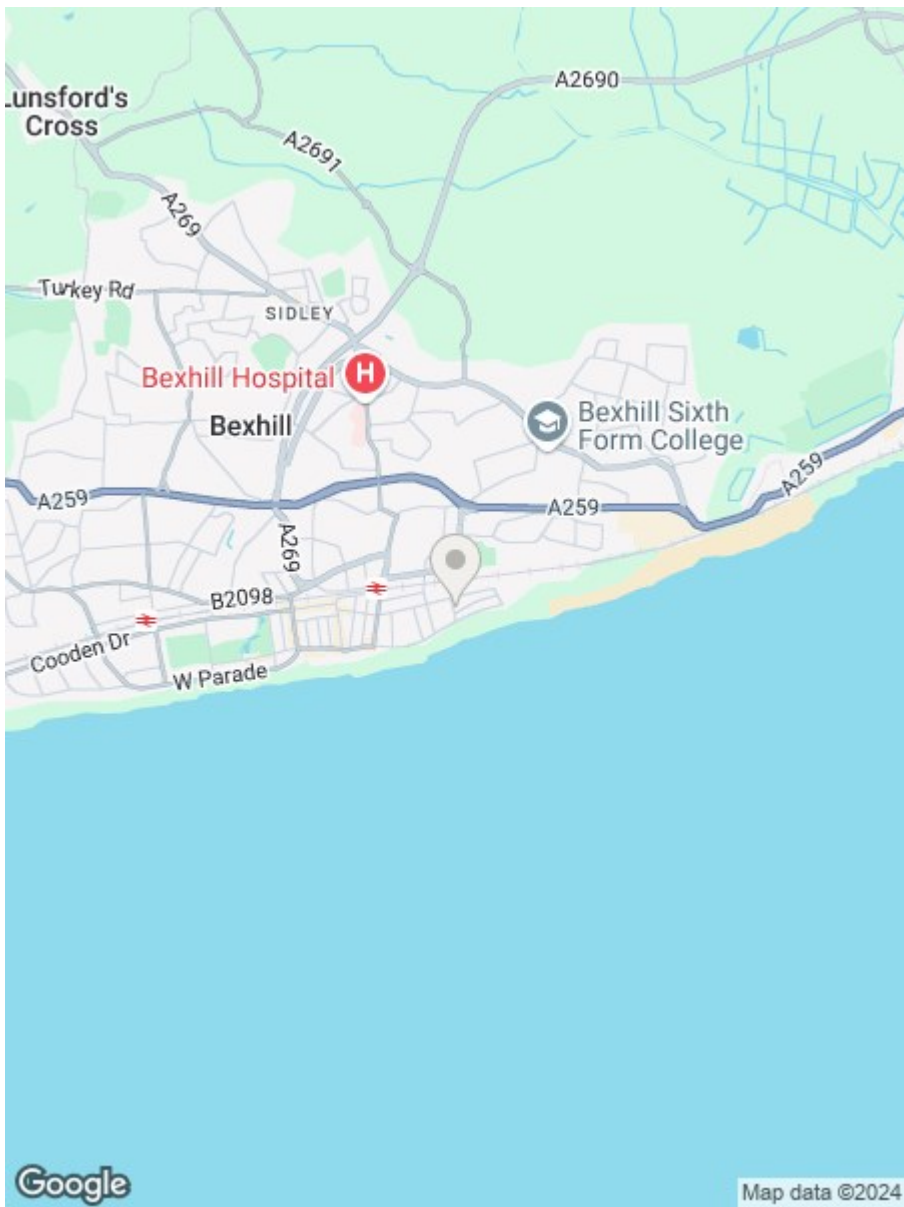 A2690
Lunsford's
Cross
A2691
A269
Turkey Rd
SIDLEY
Bexhill Hospital
H
Bexhill
Bexhill Sixth
Form College
A259
A259
A259
A269
B2098
Cooden Dr
W Parade
Google
Map data ©2024